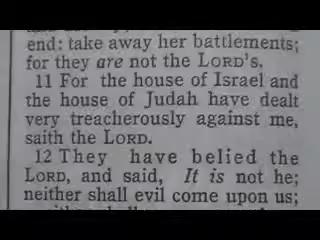 end: take away her battlements;
for they are not the LORD's.
11 For the house of Israel and
the house of Judah have dealt
very treacherously against me,
saith the LORD.
12 They have belied the
LORD, and said, It is not he;
neither shall evil come upon us;